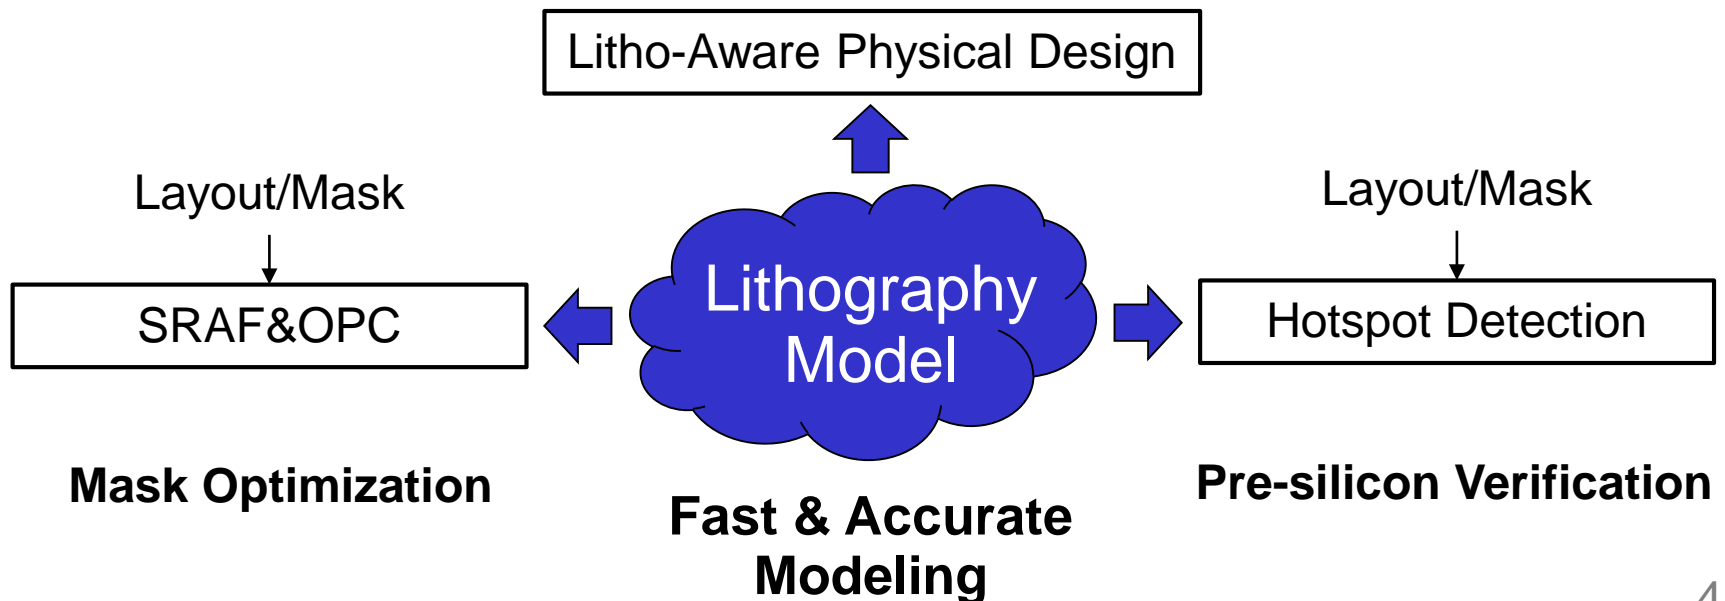 Litho-Aware Physical Design
Layout/Mask
Layout/Mask
SRAF&OPC
Lithography
Model
Hotspot Detection
Mask Optimization
Fast & Accurate
Modeling
Pre-silicon Verification
4